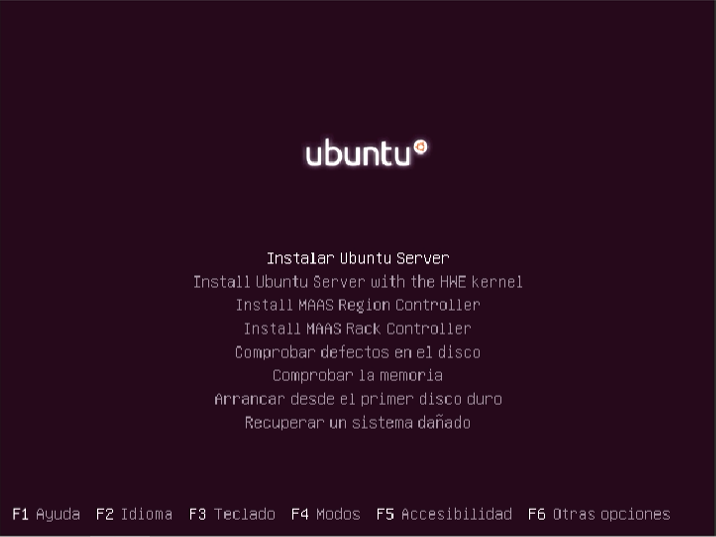 ubuntu
Instalar Ubuntu Server
Install Ubuntu Server with the HWE kernel
Install MAAS Region Controller
Install MAAS Rack Controller
Comprobar defectos en el disco
Comprobar la memoria
Arrancar desde el primer disco duro
Recuperar un sistema dañado
F1 Ayuda F2 Idioma F3 Teclado F4 Modos F5 Accesibilidad F6 Otras opciones